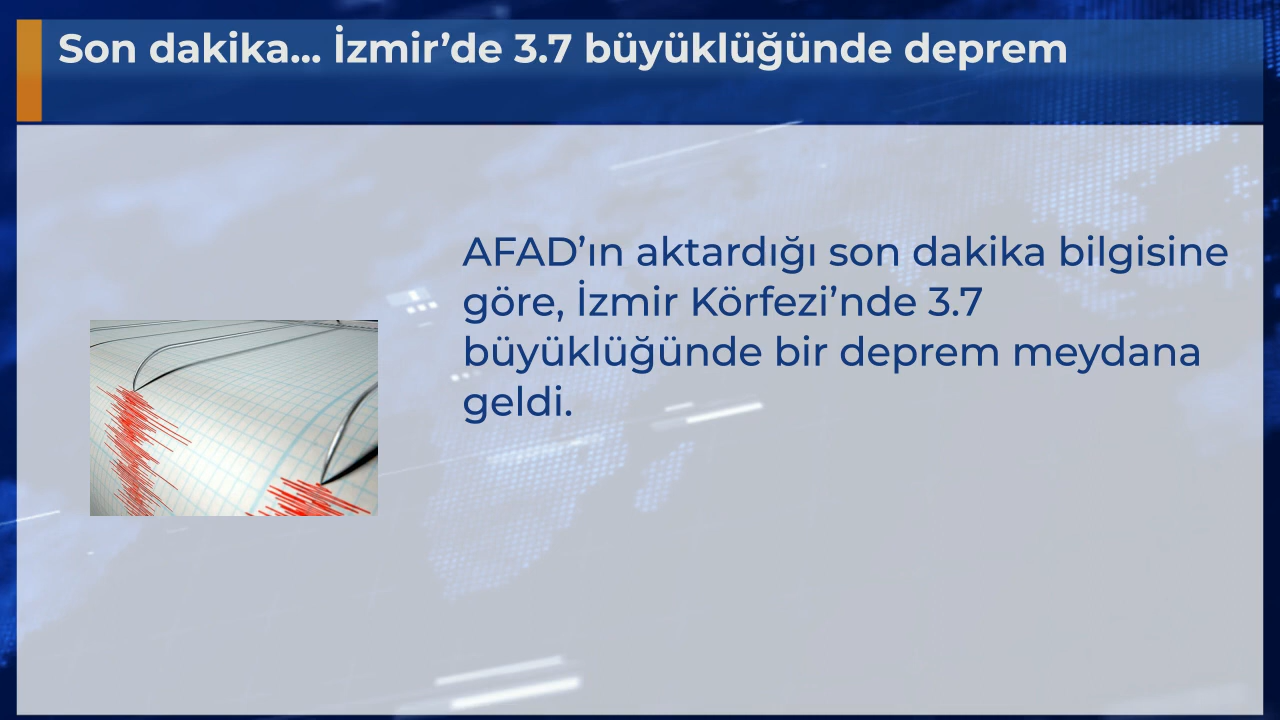 Son dakika... İzmir’de 3.7 büyüklüğünde deprem
AFAD’ın aktardığı son dakika bilgisine
göre, İzmir Körfezi’nde 3.7
büyüklüğünde bir deprem meydana
geldi.